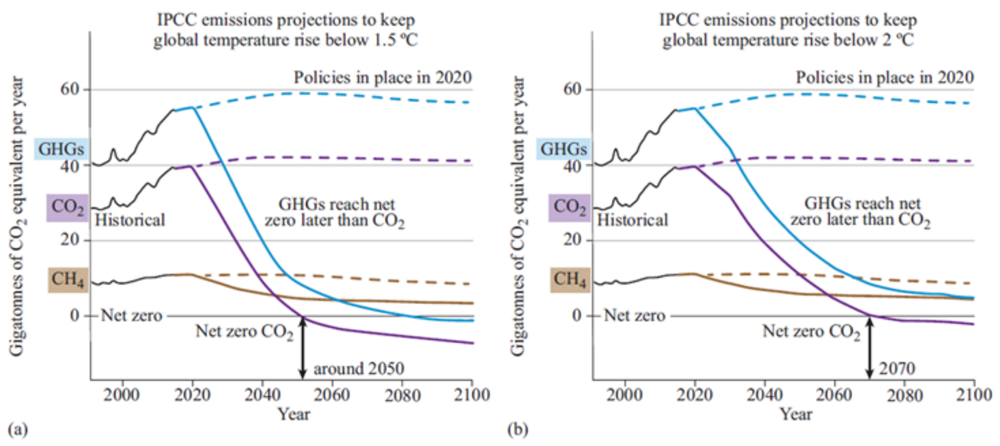 IPCC emissions projections to keep
global temperature rise below 1.5 ºC
Gigatonnes of CO₂ equivalent per year
60
40
20
0
GHGs
CO₂
CH₄
Policies in place in 2020
Historical
GHGs reach net
zero later than CO₂
Net zero
Net zero CO₂
around 2050
2000 2020 2040 2060 2080 2100
Year
(a)
IPCC emissions projections to keep
global temperature rise below 2 ºC
Gigatonnes of CO₂ equivalent per year
60
40
20
0
GHGs
CO₂
CH₄
Policies in place in 2020
Historical
GHGs reach net
zero later than CO₂
Net zero
Net zero CO₂
2070
2000 2020 2040 2060 2080 2100
Year
(b)